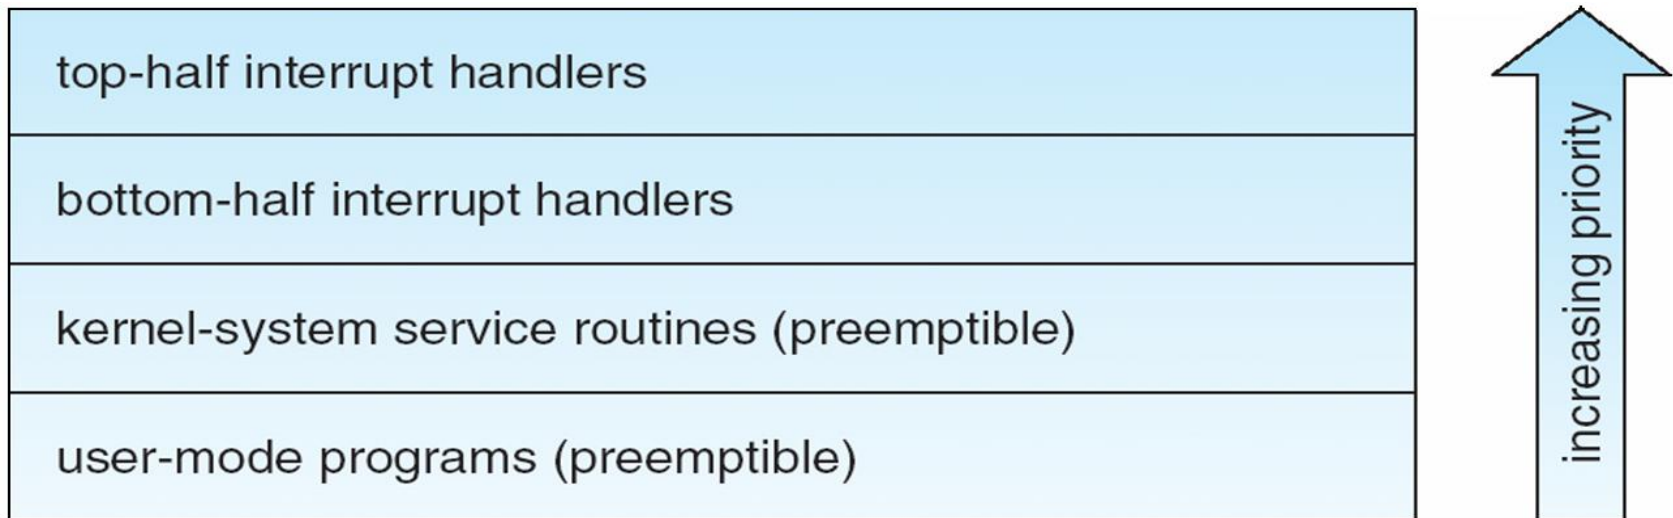 top-half interrupt handlers
bottom-half interrupt handlers
kernel-system service routines (preemptible)
user-mode programs (preemptible)
increasing priority